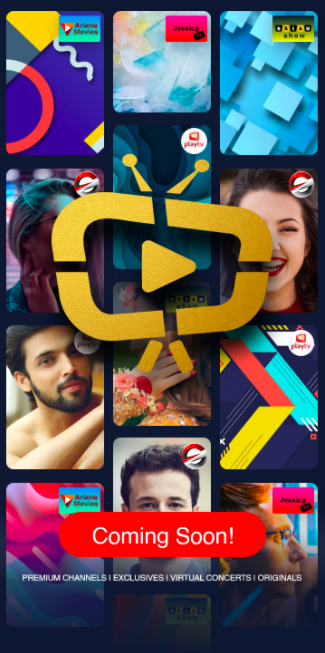 Ariane
Movies
Jessica
show
playtv
playtv
Ariane
Movies
Jessica
Coming Soon!
PREMIUM CHANNELS | EXCLUSIVES | VIRTUAL CONCERTS | ORIGINALS